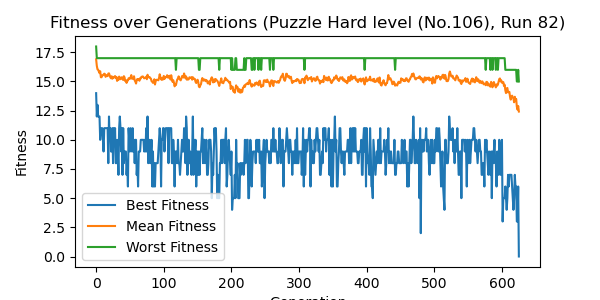 Fitness over Generations (Puzzle Hard level (No.106), Run 82)
Fitness
17.5
15.0
12.5
10.0
7.5
5.0
2.5
0.0
Best Fitness
Mean Fitness
Worst Fitness
0 100 200 300 400 500 600
Generation